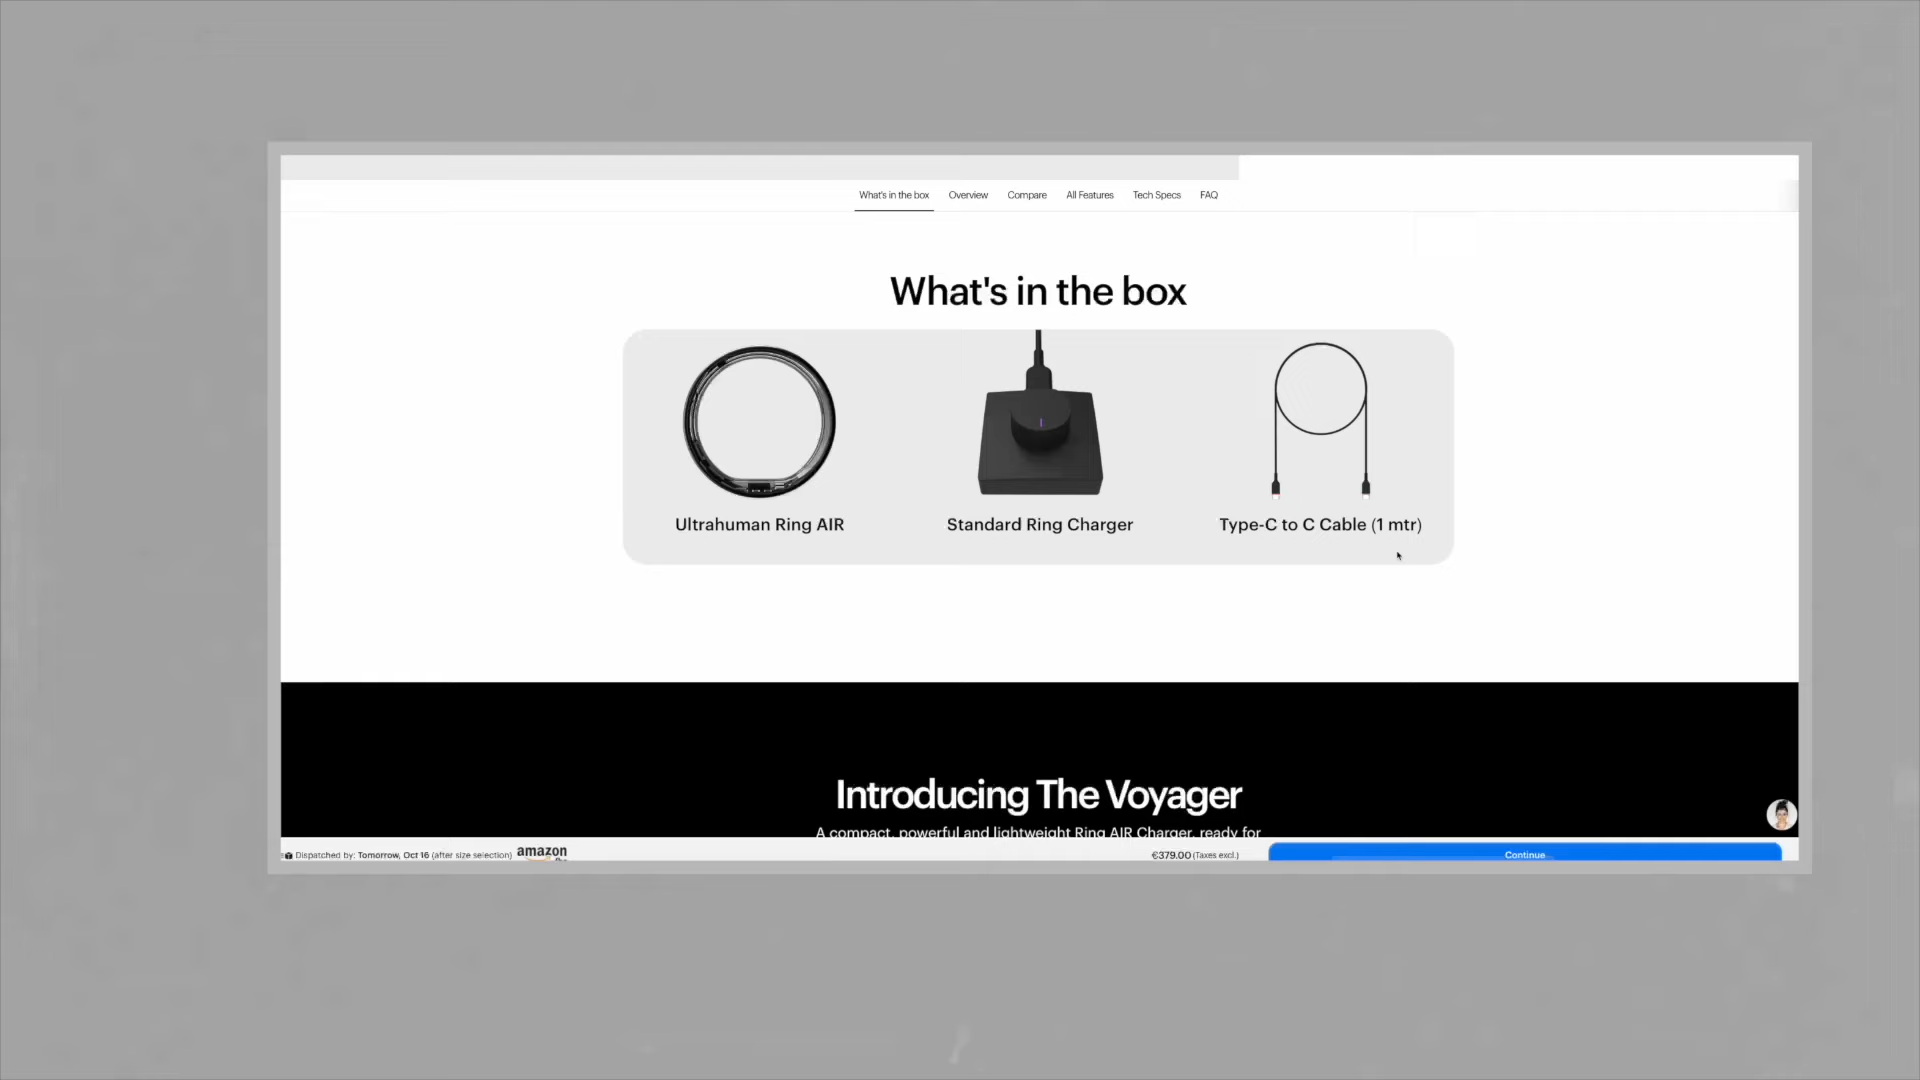 What's in the box Overview Compare All Features Tech Specs FAQ
What's in the box
Ultrahuman Ring AIR Standard Ring Charger Type-C to C Cable (1 mtr)
Introducing The Voyager
A compact, powerful and lightweight Ring AIR Charger, ready for
Dispatched by: Tomorrow, Oct 16 (after size selection) amazon €379.00 (Taxes excl.) Continue